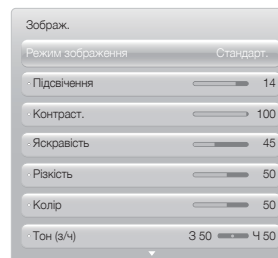 Зображ.
Режим зображення Стандарт.
· Підсвічення 14
· Контраст. 100
· Яскравість 45
· Різкість 50
· Колір 50
· Тон (з/ч) З 50 Ч 50